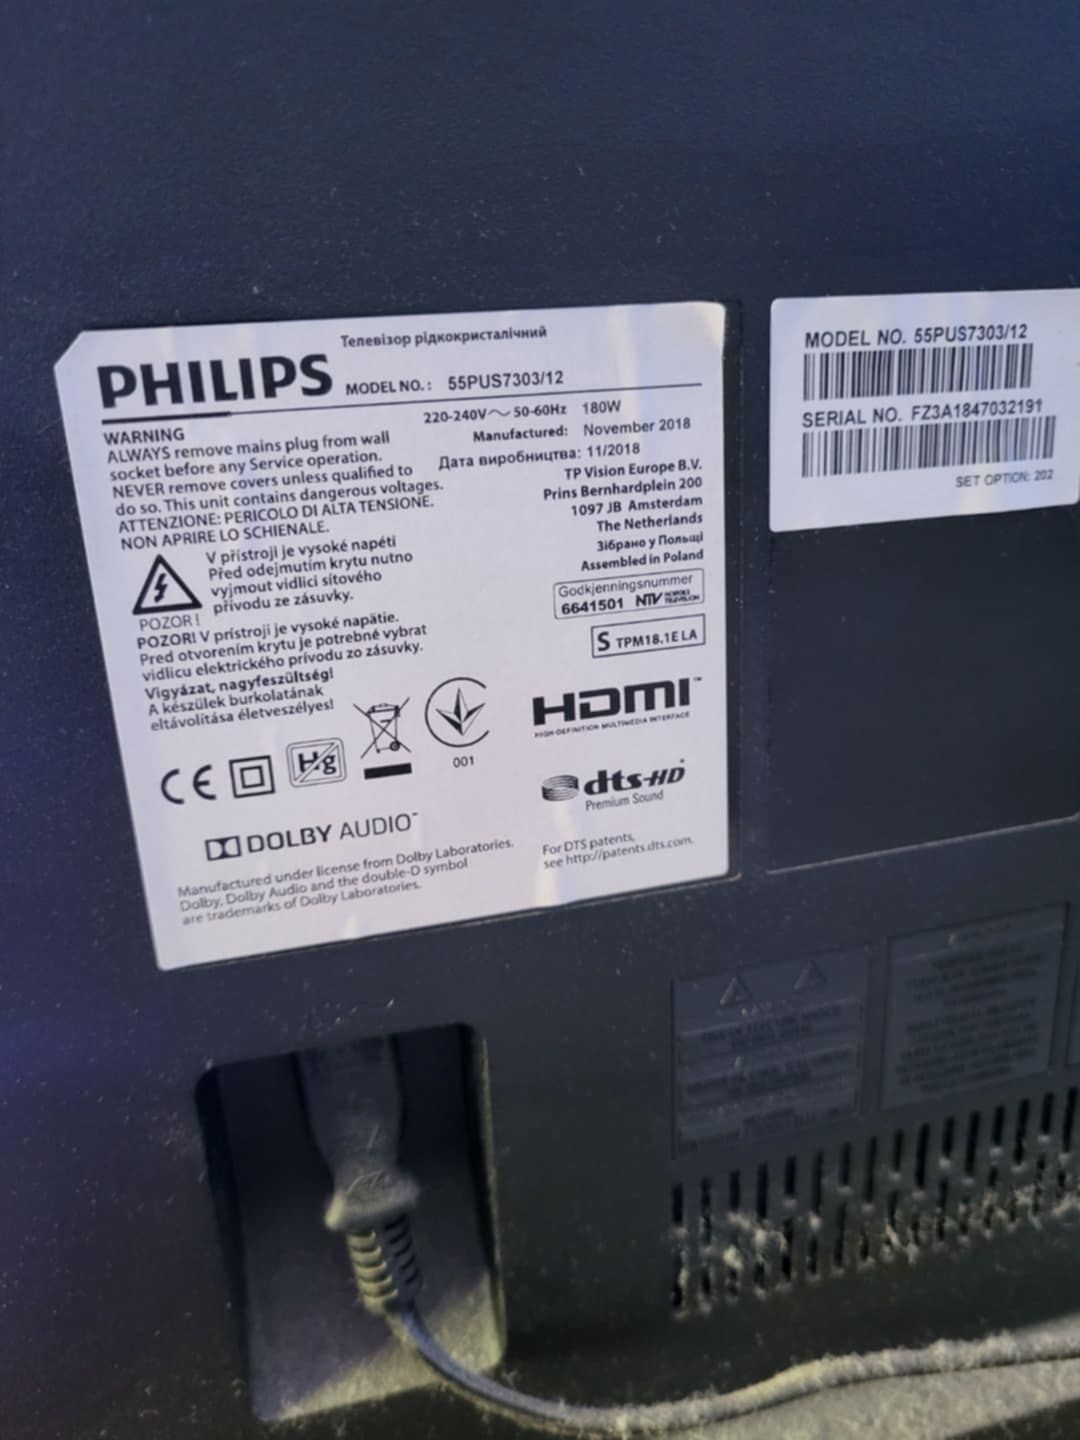 Телевізор рідкокристалічний
PHILIPS MODEL NO.: 55PUS7303/12
220-240V～50-60Hz 180W
Manufactured: November 2018
Дата виробництва: 11/2018
TP Vision Europe B.V.
Prins Bernhardplein 200
1097 JB Amsterdam
The Netherlands
Зібрано у Польщі
Assembled in Poland
WARNING
ALWAYS remove mains plug from wall
socket before any Service operation.
NEVER remove covers unless qualified to
do so. This unit contains dangerous voltages.
ATTENZIONE: PERICOLO DI ALTA TENSIONE.
NON APRIRE LO SCHIENALE.
V přístroji je vysoké napětí
Před odejmutím krytu nutno
vyjmout vidlici síťového
přívodu ze zásuvky.
POZOR!
POZOR! V prístroji je vysoké napätie.
Pred otvorením krytu je potrebné vybrat
vidlicu elektrického prívodu zo zásuvky.
Vigyázat, nagyfeszültség!
A készülek burkolatának
eltávolitása életveszélyes!
Godkjenningsnummer
6641501 NTV NORGES TELEVISJON
S TPM18.1E LA
HDMI™
HIGH-DEFINITION MULTIMEDIA INTERFACE
CE Hg
001
dts-HD
Premium Sound
DOLBY AUDIO™
Manufactured under license from Dolby Laboratories.
Dolby, Dolby Audio and the double-D symbol
are trademarks of Dolby Laboratories.
For DTS patents,
see http://patents.dts.com.
MODEL NO. 55PUS7303/12
SERIAL NO. FZ3A1847032191
SET OPTION: 202